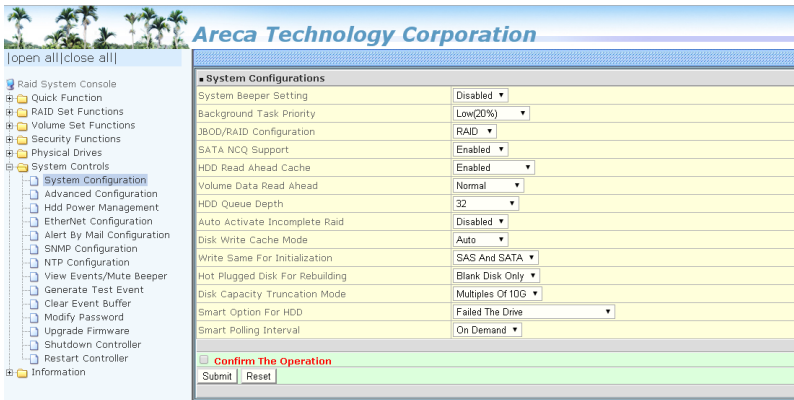 Areca Technology Corporation
|open all|close all|
Raid System Console
Quick Function
RAID Set Functions
Volume Set Functions
Security Functions
Physical Drives
System Controls
System Configuration
Advanced Configuration
Hdd Power Management
EtherNet Configuration
Alert By Mail Configuration
SNMP Configuration
NTP Configuration
View Events/Mute Beeper
Generate Test Event
Clear Event Buffer
Modify Password
Upgrade Firmware
Shutdown Controller
Restart Controller
Information
System Configurations
System Beeper Setting Disabled
Background Task Priority Low(20%)
JBOD/RAID Configuration RAID
SATA NCQ Support Enabled
HDD Read Ahead Cache Enabled
Volume Data Read Ahead Normal
HDD Queue Depth 32
Auto Activate Incomplete Raid Disabled
Disk Write Cache Mode Auto
Write Same For Initialization SAS And SATA
Hot Plugged Disk For Rebuilding Blank Disk Only
Disk Capacity Truncation Mode Multiples Of 10G
Smart Option For HDD Failed The Drive
Smart Polling Interval On Demand
Confirm The Operation
Submit Reset